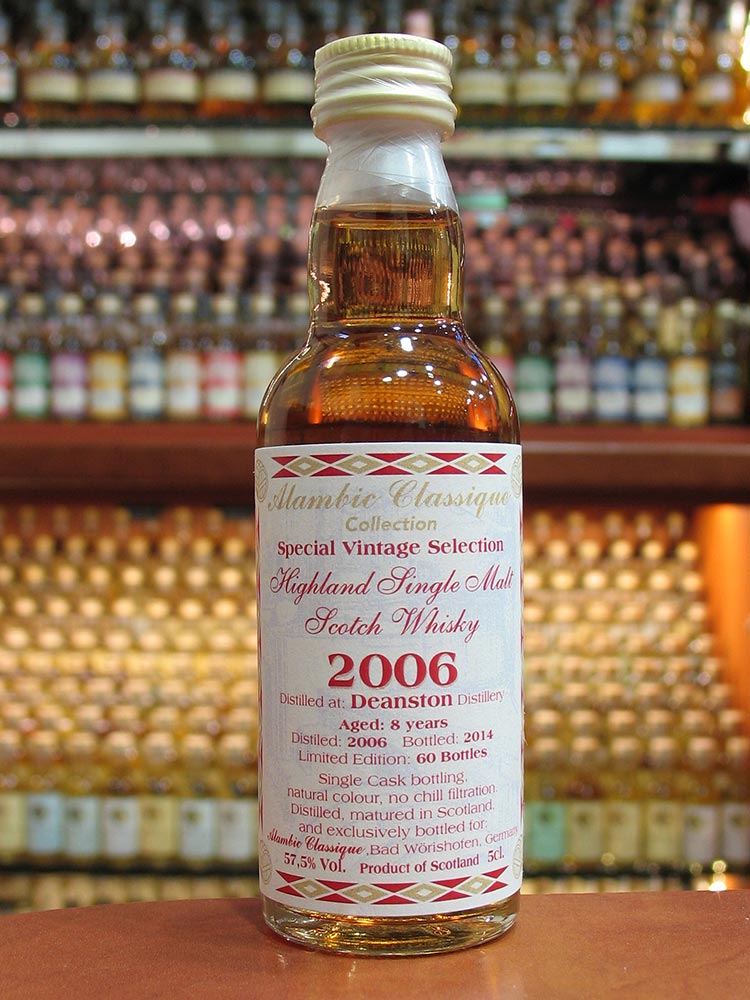 Alambic Classique
Collection
Special Vintage Selection
Highland Single Malt
Scotch Whisky
2006
Distilled at: Deanston Distillery
Aged: 8 years
Distiled: 2006 Bottled: 2014
Limited Edition: 60 Bottles
Single Cask bottling,
natural colour, no chill filtration.
Distilled, matured in Scotland,
and exclusively bottled for:
Alambic Classique, Bad Wörishofen, Germany
57,5% Vol. Product of Scotland 5cl.